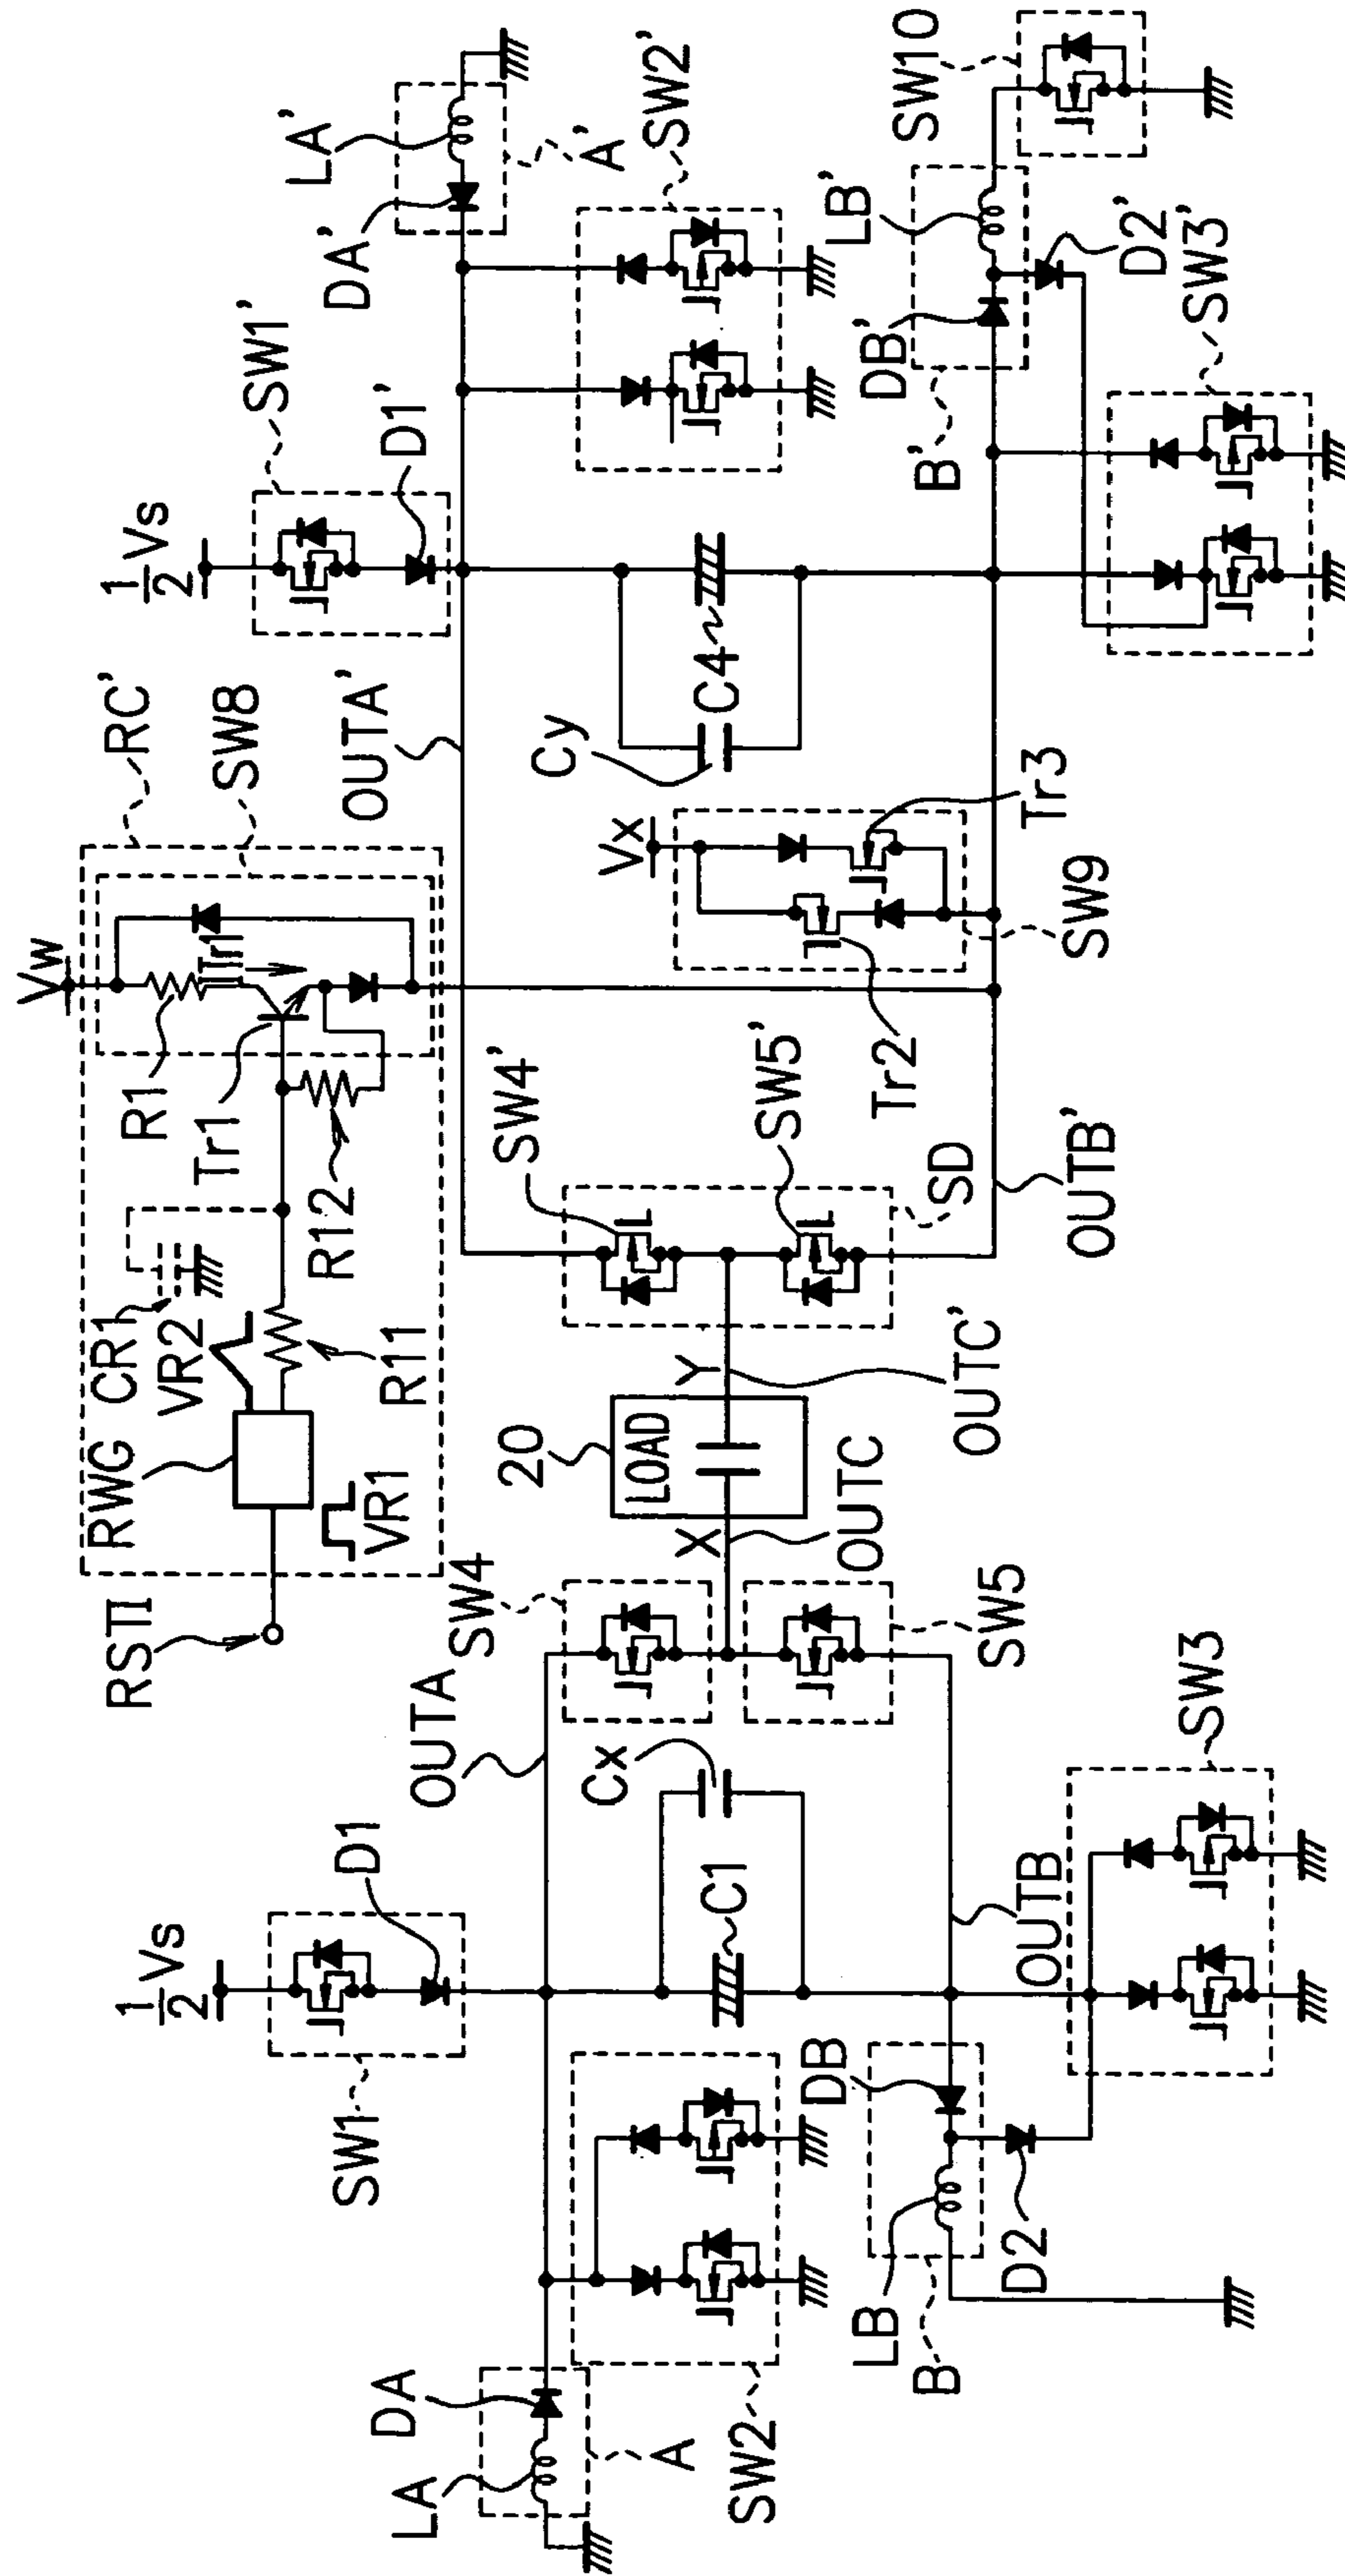 RSTI
RWG
VR1
CR1
VR2
R11
R12
Tr1
R1
ITr1
Vw
RC'
SW8
1/2 Vs
SW1
D1
OUTA
SW4
20
LOAD
X
Y
OUTC
OUTC'
SW4'
SW5'
SD
OUTA'
1/2 Vs
SW1'
D1'
LA'
DA'
A'
SW2'
Vx
Tr2
Tr3
SW9
Cy
C4
OUTB'
B'
DB'
LB'
D2'
SW3'
SW10
LA
DA
A
SW2
C1
Cx
SW5
OUTB
DB
LB
B
D2
SW3